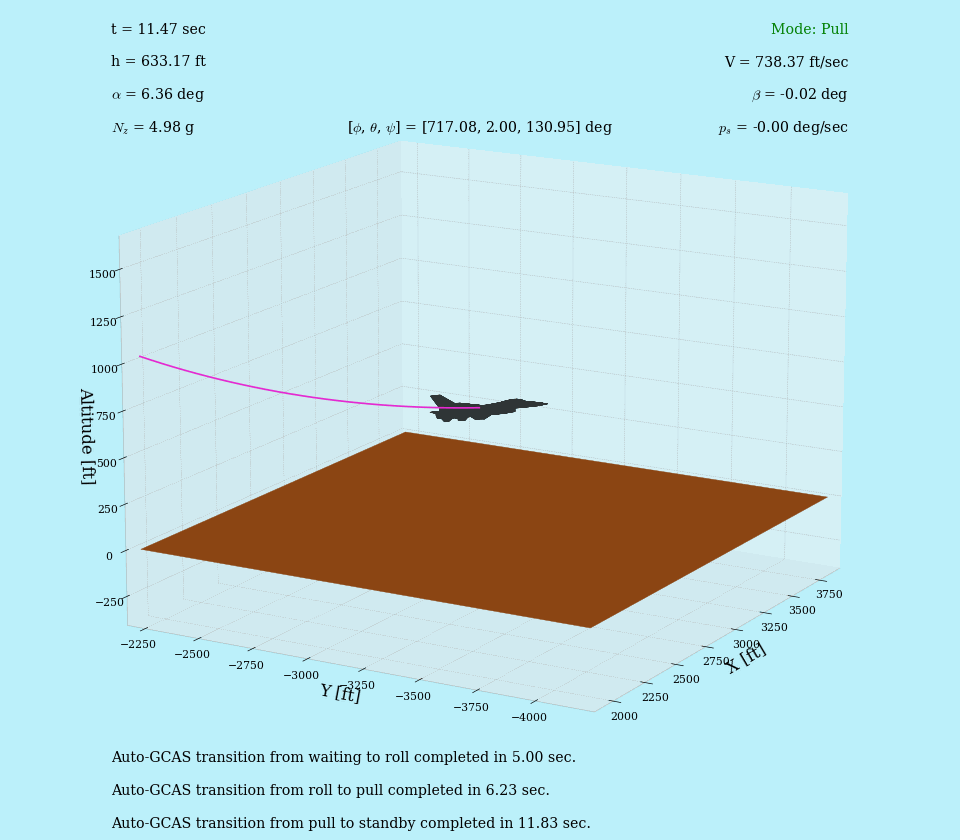 t = 11.47 sec
Mode: Pull
h = 633.17 ft
V = 738.37 ft/sec
α = 6.36 deg
β = -0.02 deg
N_z = 4.98 g
[ϕ, θ, ψ] = [717.08, 2.00, 130.95] deg
p_s = -0.00 deg/sec
1500
1250
1000
750
500
250
0
−250
Altitude [ft]
−2250
−2500
−2750
−3000
−3250
−3500
−3750
−4000
Y [ft]
2000
2250
2500
2750
3000
3250
3500
3750
X [ft]
Auto-GCAS transition from waiting to roll completed in 5.00 sec.
Auto-GCAS transition from roll to pull completed in 6.23 sec.
Auto-GCAS transition from pull to standby completed in 11.83 sec.